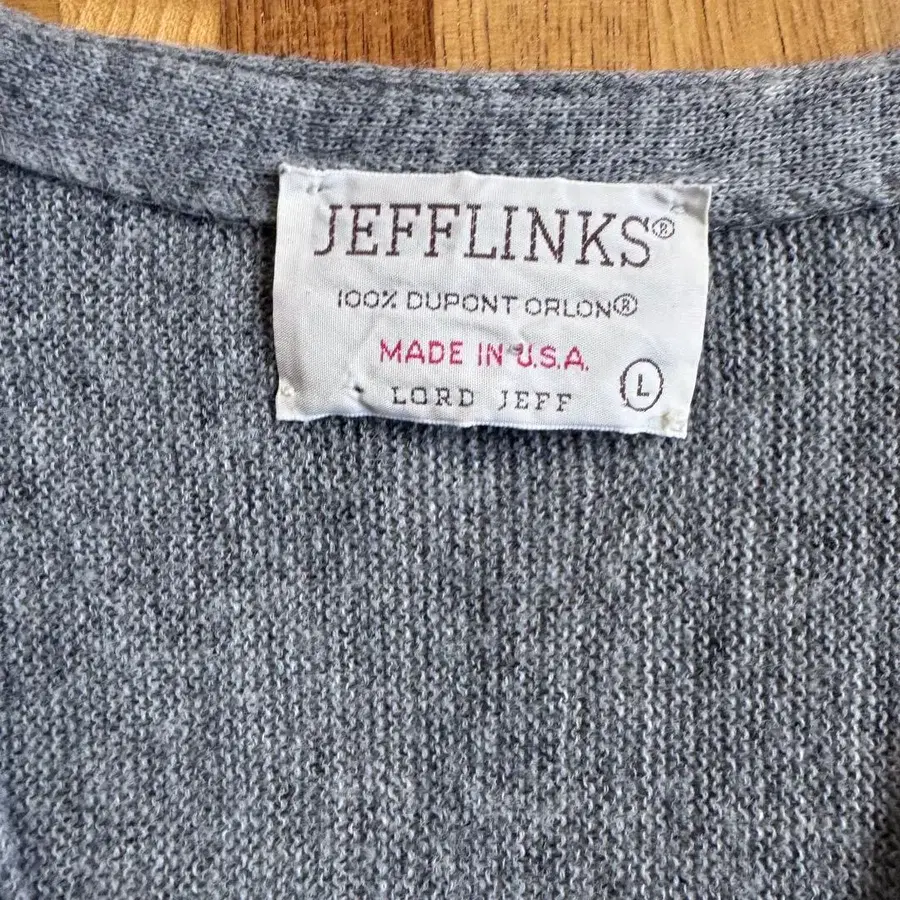 JEFFLINKS®
100% DUPONT ORLON®
MADE IN U.S.A.
LORD JEFF
L